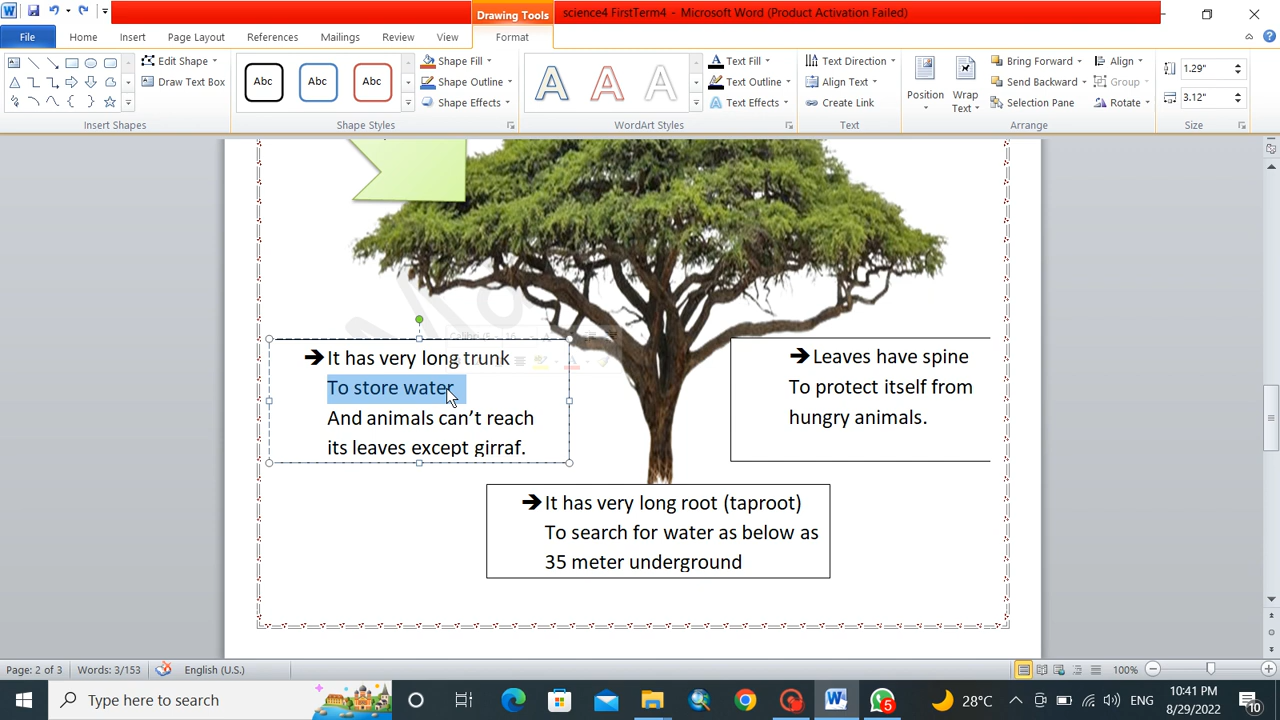 Drawing Tools
science4 FirstTerm4 - Microsoft Word (Product Activation Failed)
File
Home
Insert
Page Layout
References
Mailings
Review
View
Format
Edit Shape
Draw Text Box
Insert Shapes
Abc
Abc
Abc
Shape Fill
Shape Outline
Shape Effects
Shape Styles
A
A
A
WordArt Styles
Text Fill
Text Outline
Text Effects
Text Direction
Align Text
Create Link
Text
Position
Wrap
Text
Bring Forward
Send Backward
Selection Pane
Align
Group
Rotate
Arrange
1.29"
3.12"
Size
➔It has very long trunk
To store water
And animals can't reach
its leaves except girraf.
➔Leaves have spine
To protect itself from
hungry animals.
➔It has very long root (taproot)
To search for water as below as
35 meter underground
Page: 2 of 3
Words: 3/153
English (U.S.)
100%
Type here to search
5
28°C
ENG
10:41 PM
8/29/2022
10